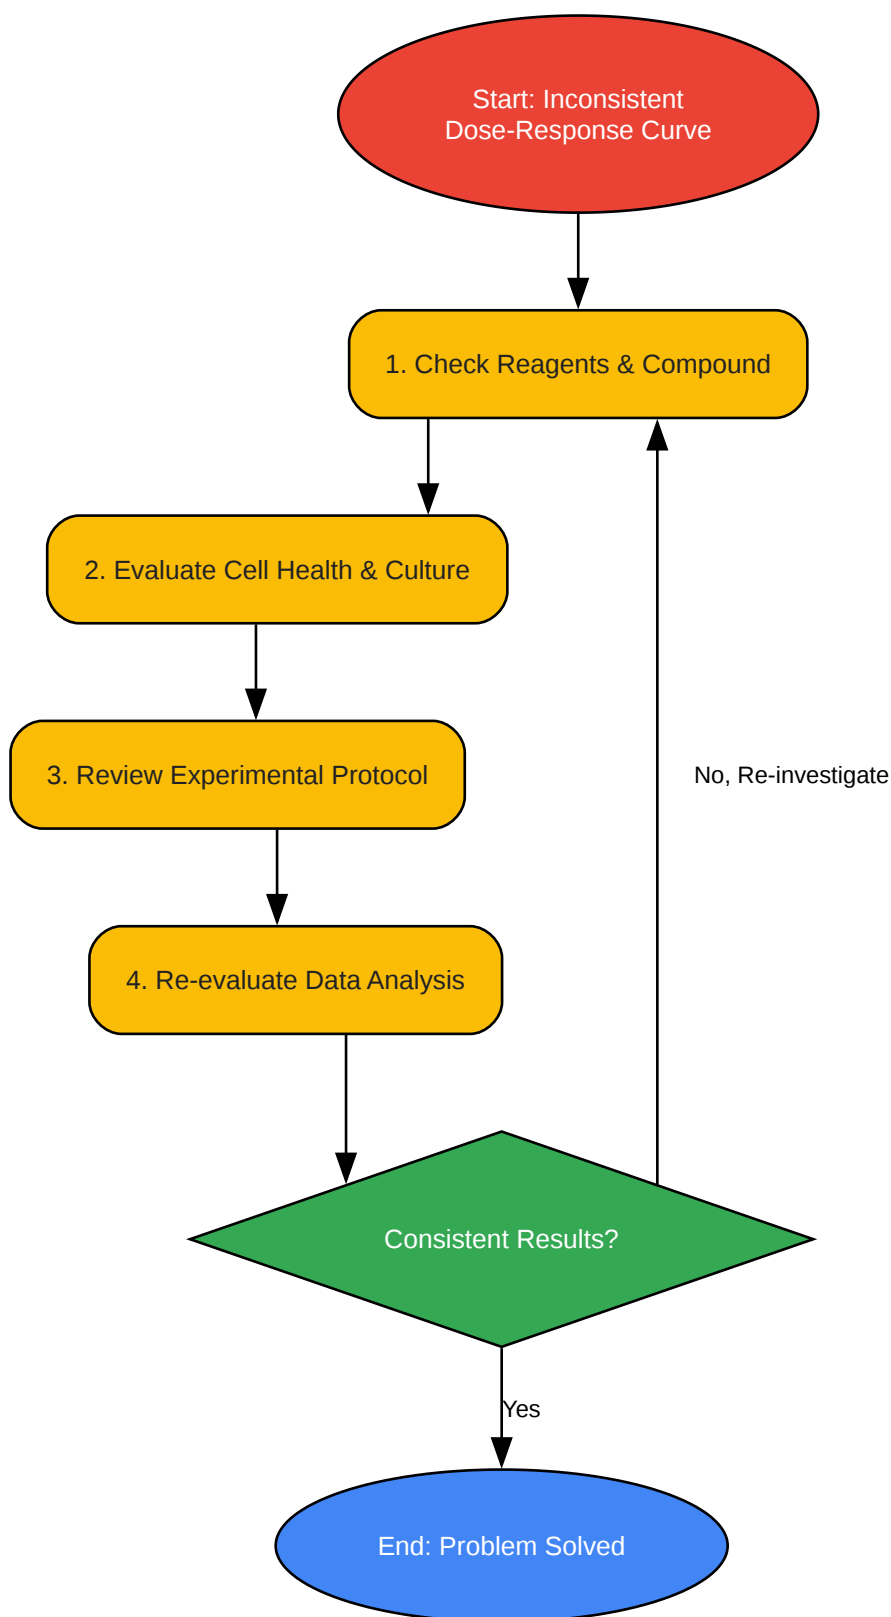 Start: Inconsistent
Dose-Response Curve
1. Check Reagents & Compound
2. Evaluate Cell Health & Culture
3. Review Experimental Protocol
No, Re-investigate
4. Re-evaluate Data Analysis
Consistent Results?
Yes
End: Problem Solved